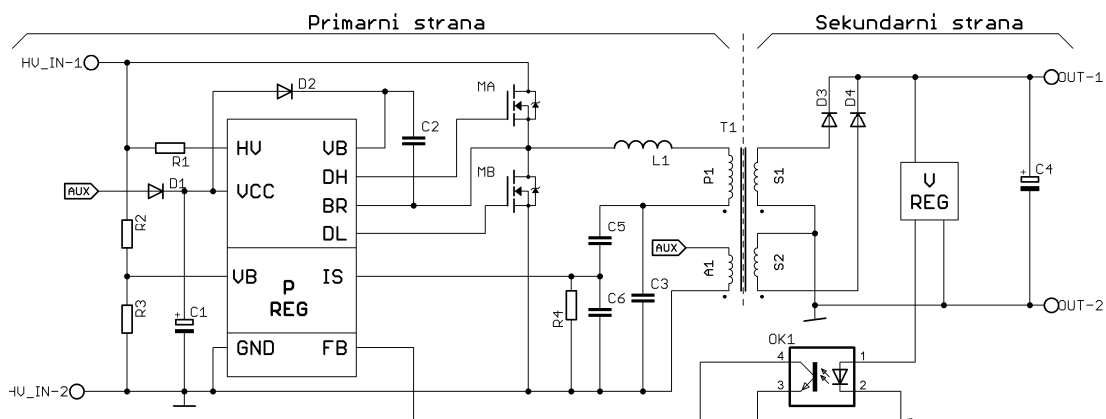 Primarni strana
Sekundarni strana
HV_IN-1
OUT-1
D2
MA
D3
D4
C2
T1
HV
VB
R1
L1
DH
MB
P1
S1
C4
V
REG
AUX
D1
VCC
BR
R2
DL
C5
AUX
A1
S2
VB
IS
P
REG
C6
C3
R3
C1
R4
OUT-2
OK1
GND
FB
4
1
HV_IN-2
3
2